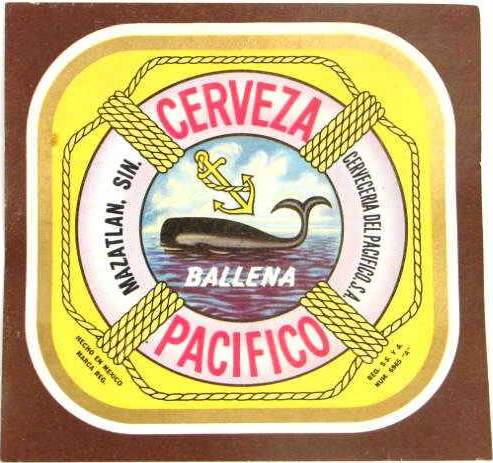 CERVEZA
MAZATLAN, SIN.
CERVECERIA DEL PACIFICO, S.A.
BALLENA
PACIFICO
HECHO EN MEXICO
MARCA REG.
REG. S.S. Y A.
NUM. 6965 "A"